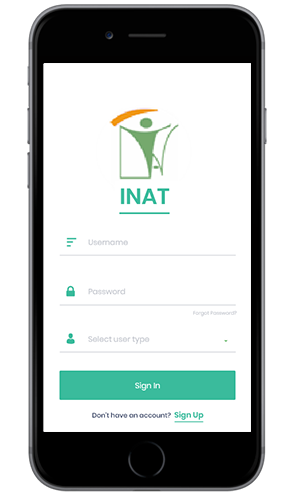 INAT
Username
Password
Forgot Password?
Select user type
Sign In
Don't have an account? Sign Up